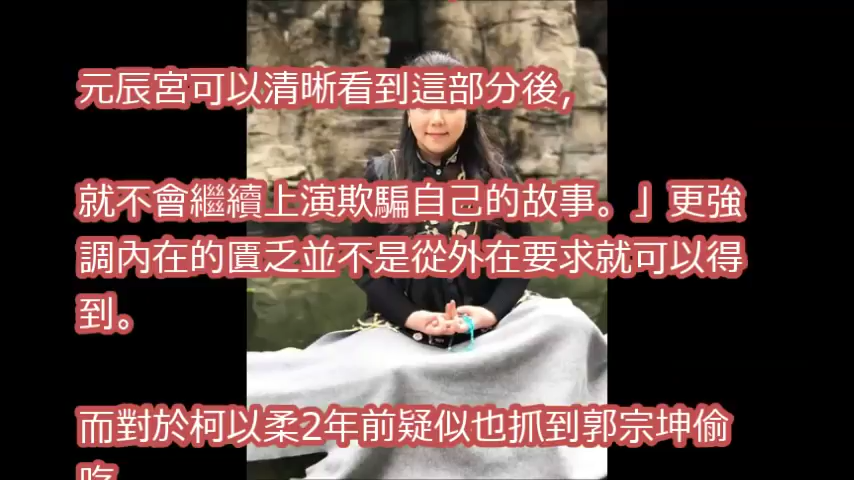 元辰宮可以清晰看到這部分後，
就不會繼續上演欺騙自己的故事。」更強
調內在的匱乏並不是從外在要求就可以得
到。
而對於柯以柔2年前疑似也抓到郭宗坤偷
吃